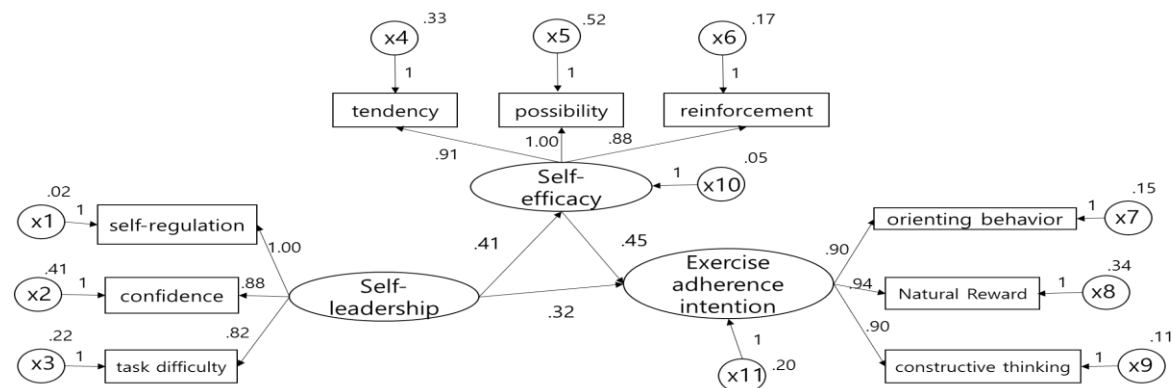 .33
.52
.17
x4
x5
x6
1
1
1
tendency
possibility
reinforcement
.91
1.00
.88
.05
Self-
efficacy
1
x10
.02
x1
1
self-regulation
1.00
.41
x2
1
confidence
.88
.22
x3
1
task difficulty
.82
Self-
leadership
.41
.45
.32
Exercise
adherence
intention
1
x11
.20
.90
orienting behavior
1
x7
.15
.94
Natural Reward
1
x8
.34
.90
constructive thinking
1
x9
.11